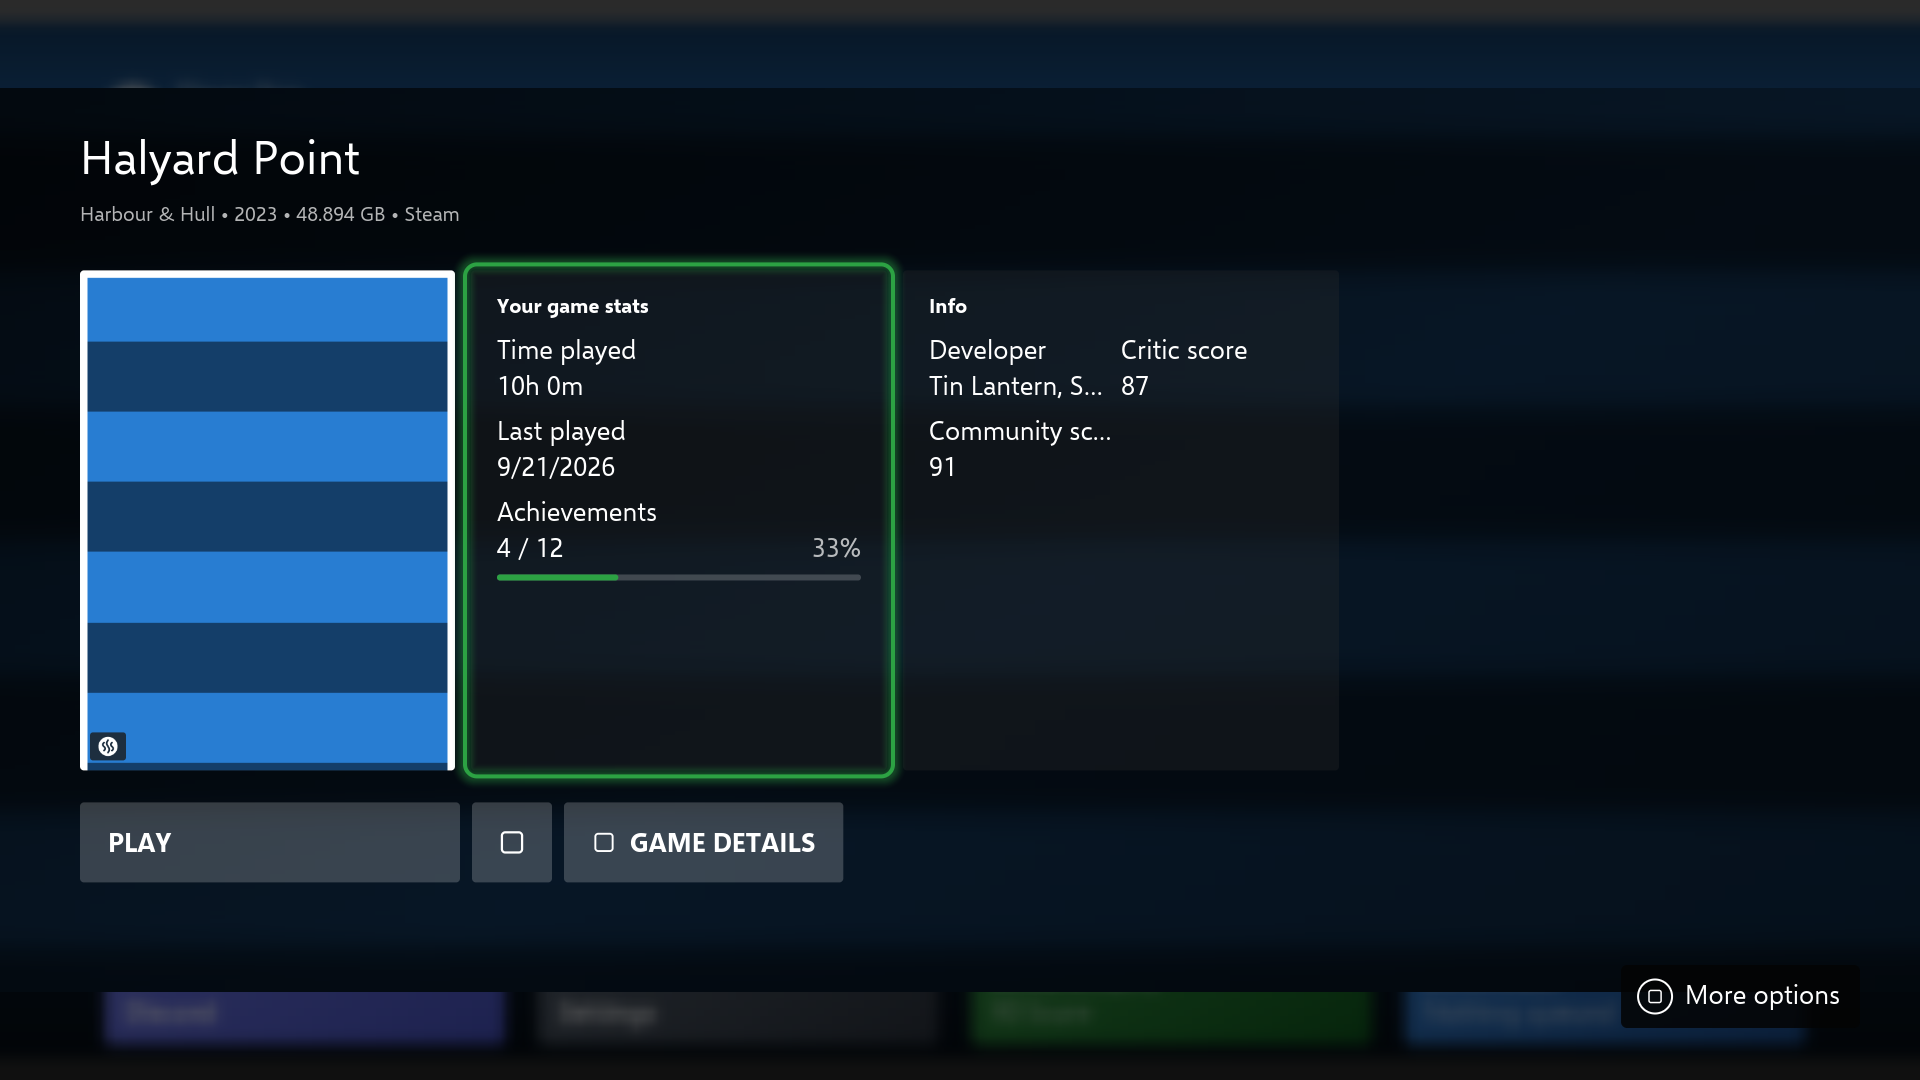 Halyard Point
Harbour & Hull • 2023 • 48.894 GB • Steam
Your game stats
Time played
10h 0m
Last played
9/21/2026
Achievements
4 / 12 33%
Info
Developer Critic score
Tin Lantern, S... 87
Community sc...
91
PLAY
GAME DETAILS
More options
Discord
Settings